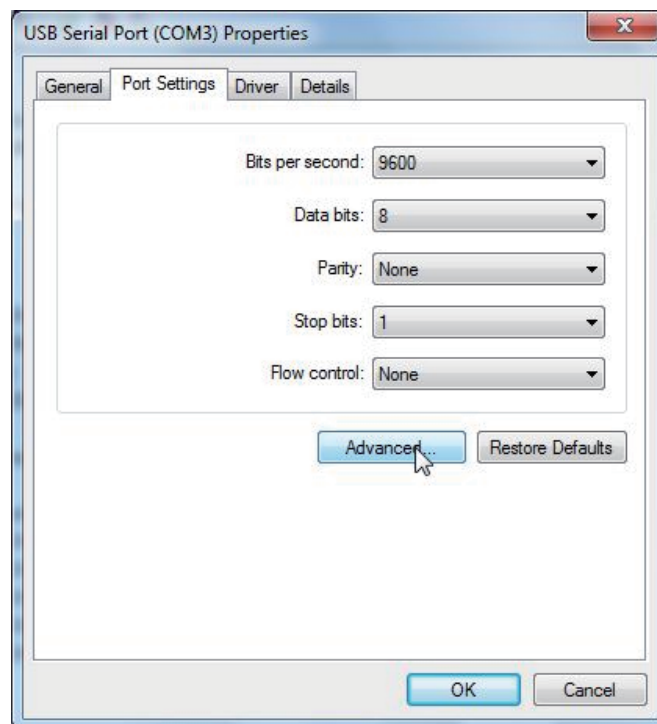 USB Serial Port (COM3) Properties
General Port Settings Driver Details
Bits per second: 9600
Data bits: 8
Parity: None
Stop bits: 1
Flow control: None
Advanced... Restore Defaults
OK Cancel